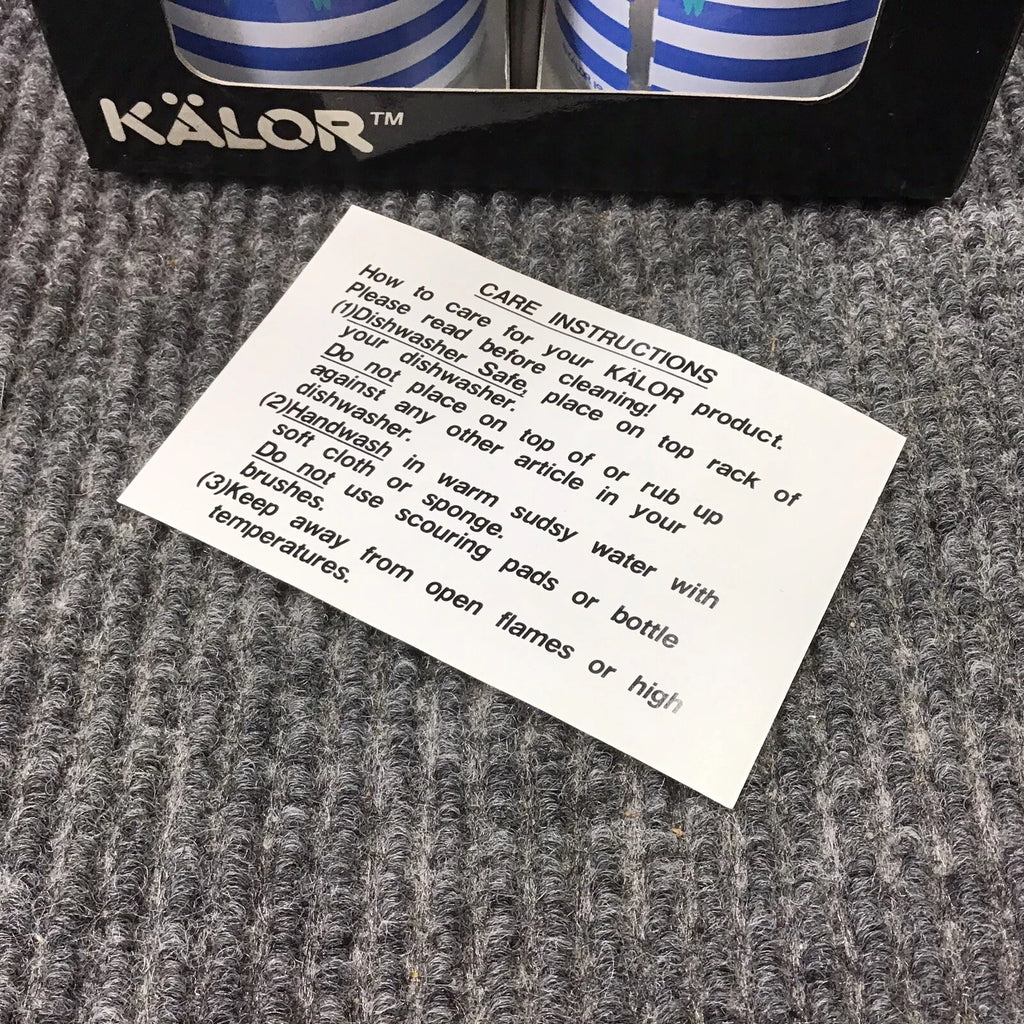 KÄLOR™
CARE INSTRUCTIONS
How to care for your KÄLOR product.
Please read before cleaning!
(1)Dishwasher Safe, place on top rack of
your dishwasher.
Do not place on top of or rub up
against any other article in your
dishwasher.
(2)Handwash in warm sudsy water with
soft cloth or sponge.
Do not use scouring pads or bottle
brushes.
(3)Keep away from open flames or high
temperatures.